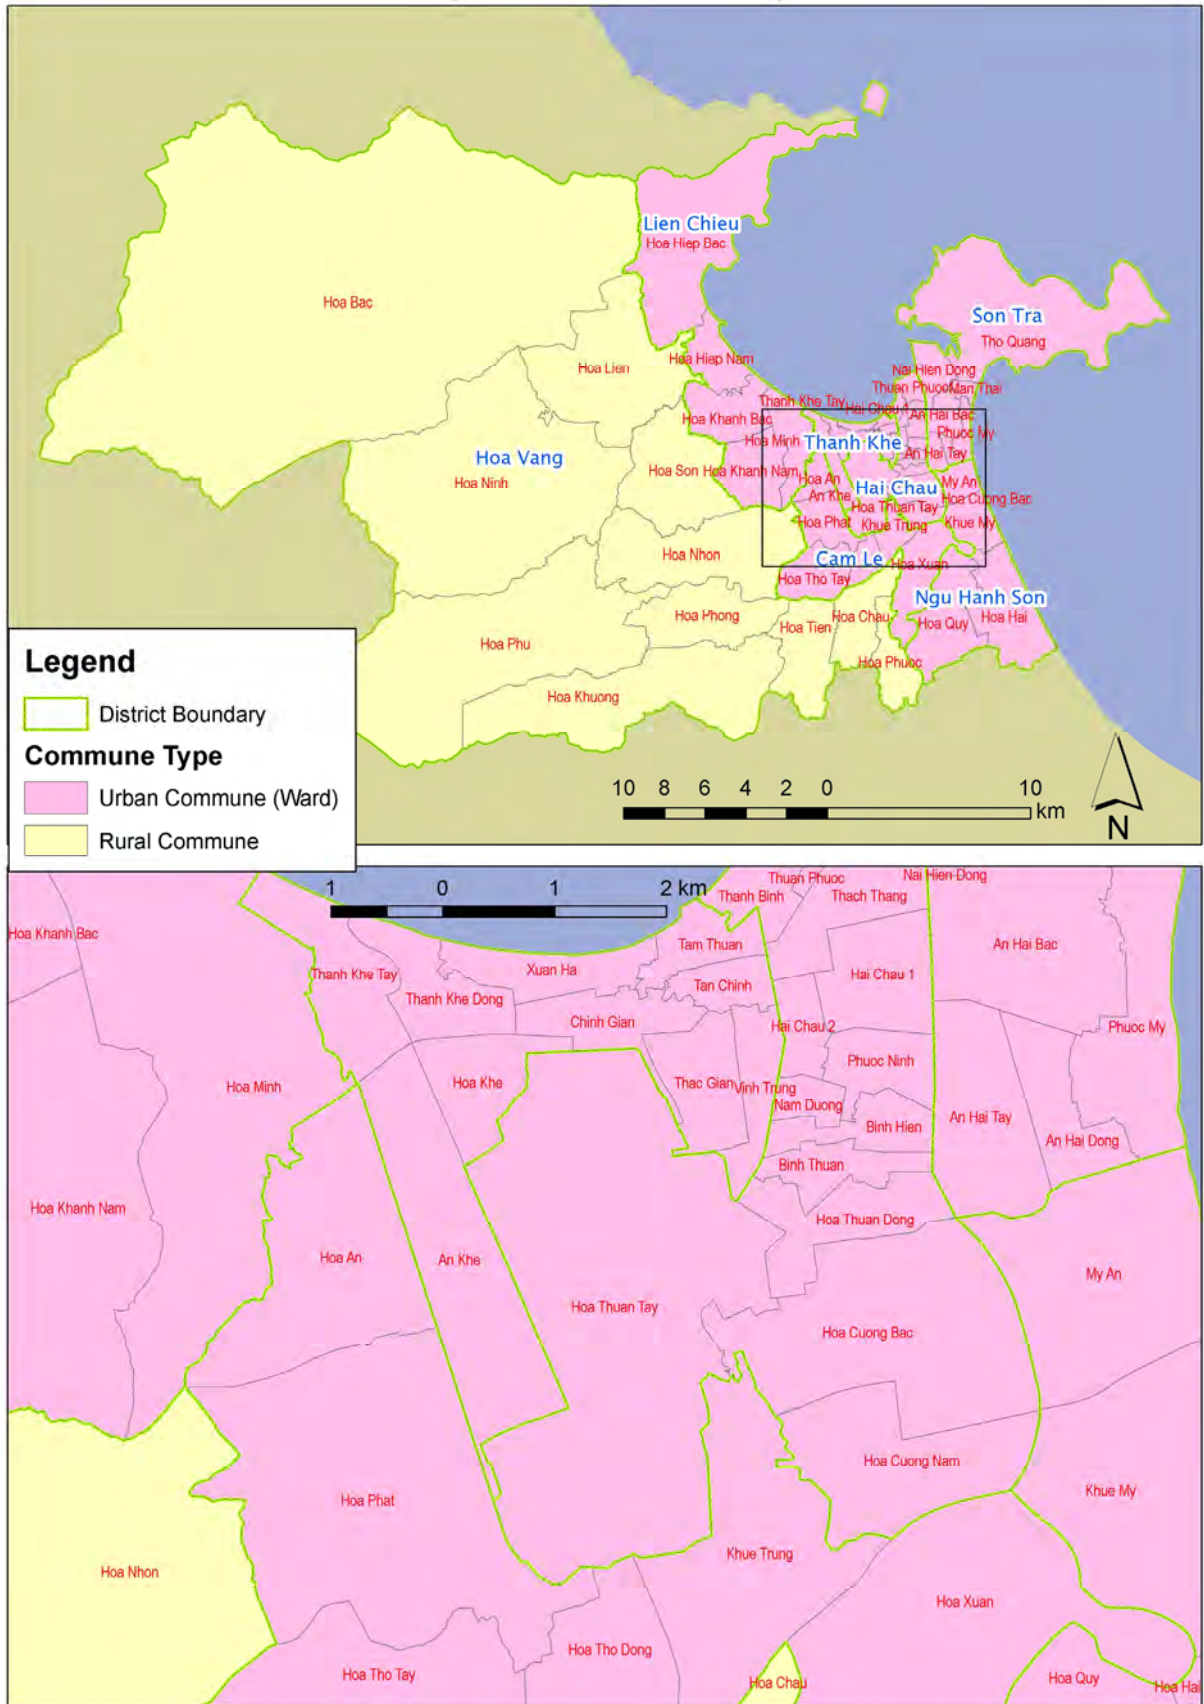 Lien Chieu
Hoa Hiep Bac
Hoa Bac
Son Tra
Tho Quang
Hoa Lien
Hoa Hiep Nam
Nai Hien Dong
Thuan Phuoc
Man Thai
Thanh Khe Tay
Hai Chau 1
An Hai Bac
Hoa Khanh Bac
Phuoc My
Hoa Minh
Thanh Khe
An Hai Tay
Hoa Vang
Hoa Ninh
Hoa Son
Hoa Khanh Nam
Hoa An
Hai Chau
My An
An Khe
Hoa Cuong Bac
Hoa Thuan Tay
Hoa Phat
Khue Trung
Khue My
Hoa Nhon
Cam Le
Hoa Xuan
Hoa Tho Tay
Ngu Hanh Son
Hoa Phong
Hoa Chau
Hoa Hai
Hoa Tien
Hoa Quy
Hoa Phu
Hoa Phuoc
Hoa Khuong
Legend
District Boundary
Commune Type
Urban Commune (Ward)
Rural Commune
10 8 6 4 2 0 10
km
N
1 0 1 2 km
Thuan Phuoc
Nai Hien Dong
Thanh Binh
Thach Thang
Hoa Khanh Bac
An Hai Bac
Tam Thuan
Xuan Ha
Thanh Khe Tay
Hai Chau 1
Tan Chinh
Thanh Khe Dong
Chinh Gian
Hai Chau 2
Phuoc My
Phuoc Ninh
Hoa Minh
Hoa Khe
Thac Gian
Vinh Trung
Nam Duong
An Hai Tay
Binh Hien
An Hai Dong
Binh Thuan
Hoa Khanh Nam
Hoa Thuan Dong
Hoa An
An Khe
My An
Hoa Thuan Tay
Hoa Cuong Bac
Hoa Cuong Nam
Khue My
Hoa Phat
Khue Trung
Hoa Nhon
Hoa Xuan
Hoa Tho Dong
Hoa Tho Tay
Hoa Quy
Hoa Chau
Hoa Hai